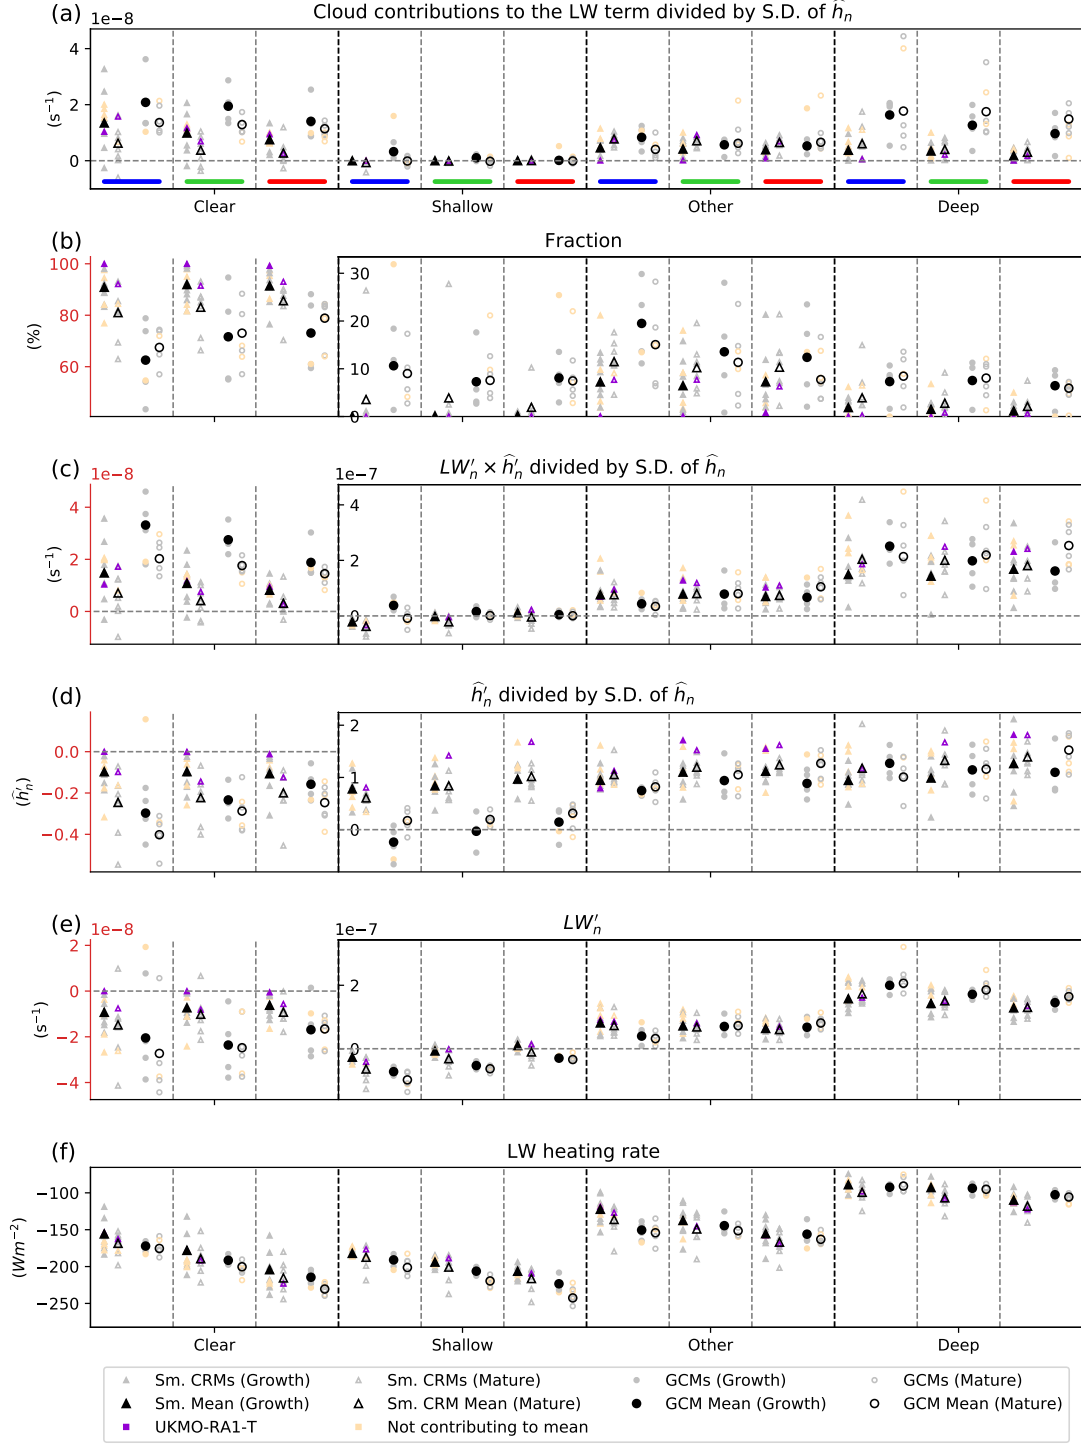 (a) Cloud contributions to the LW term divided by S.D. of ĥₙ
1e−8
4
2
0
(s⁻¹)
Clear Shallow Other Deep
(b) Fraction
100
80
60
(%)
30
20
10
0
(c) LW′ₙ × ĥ′ₙ divided by S.D. of ĥₙ
1e−8 1e−7
4
2
0
(s⁻¹)
4
2
0
(d) ĥ′ₙ divided by S.D. of ĥₙ
0.0
−0.2
−0.4
(ĥ′ₙ)
2
1
0
(e) LW′ₙ
1e−8 1e−7
2
0
−2
−4
(s⁻¹)
2
0
(f) LW heating rate
−100
−150
−200
−250
(Wm⁻²)
Clear Shallow Other Deep
Sm. CRMs (Growth) Sm. CRMs (Mature) GCMs (Growth) GCMs (Mature)
Sm. Mean (Growth) Sm. CRM Mean (Mature) GCM Mean (Growth) GCM Mean (Mature)
UKMO-RA1-T Not contributing to mean